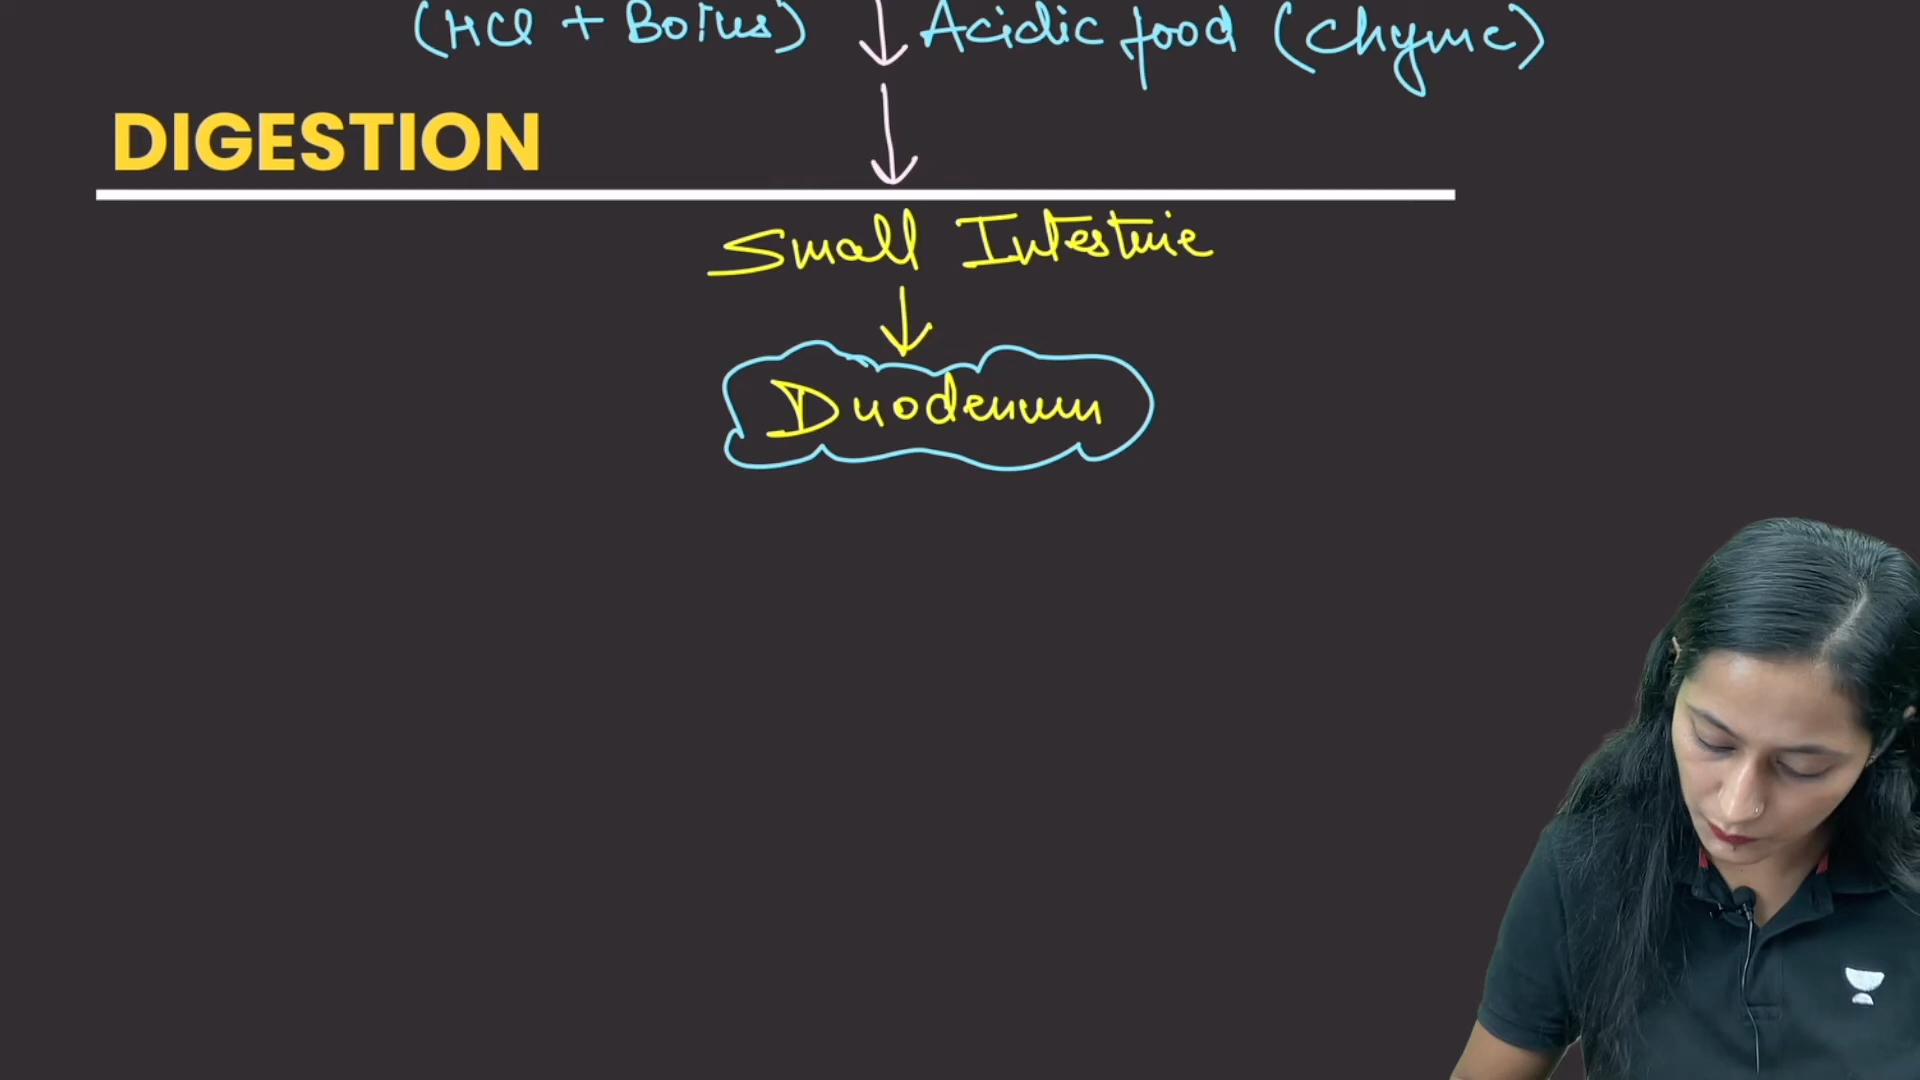 (HCl + Bolus) ↓ Acidic food (Chyme)
DIGESTION
Small Intestine
Duodenum